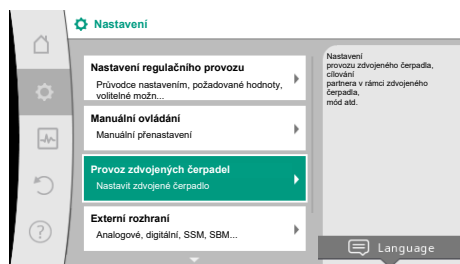 Nastavení
Nastavení regulačního provozu
Průvodce nastavením, požadované hodnoty,
volitelné možn...
Manuální ovládání
Manuální přenastavení
Provoz zdvojených čerpadel
Nastavit zdvojené čerpadlo
Externí rozhraní
Analogové, digitální, SSM, SBM...
Nastavení
provozu zdvojeného čerpadla,
cílování
partnera v rámci zdvojeného
čerpadla,
mód atd.
Language